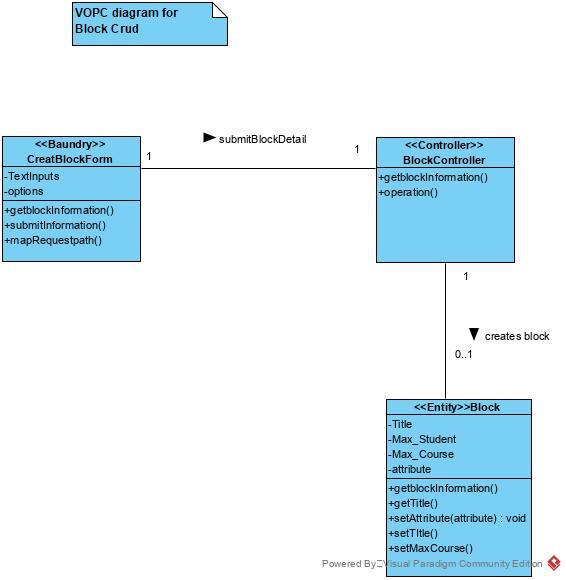 VOPC diagram for
Block Crud
<<Baundry>>
CreatBlockForm
-TextInputs
-options
+getblockInformation()
+submitInformation()
+mapRequestpath()
1
submitBlockDetail
1
<<Controller>>
BlockController
+getblockInformation()
+operation()
1
creates block
0..1
<<Entity>>Block
-Title
-Max_Student
-Max_Course
-attribute
+getblockInformation()
+getTitle()
+setAttribute(attribute) : void
+setTItle()
+setMaxCourse()
Powered By Visual Paradigm Community Edition